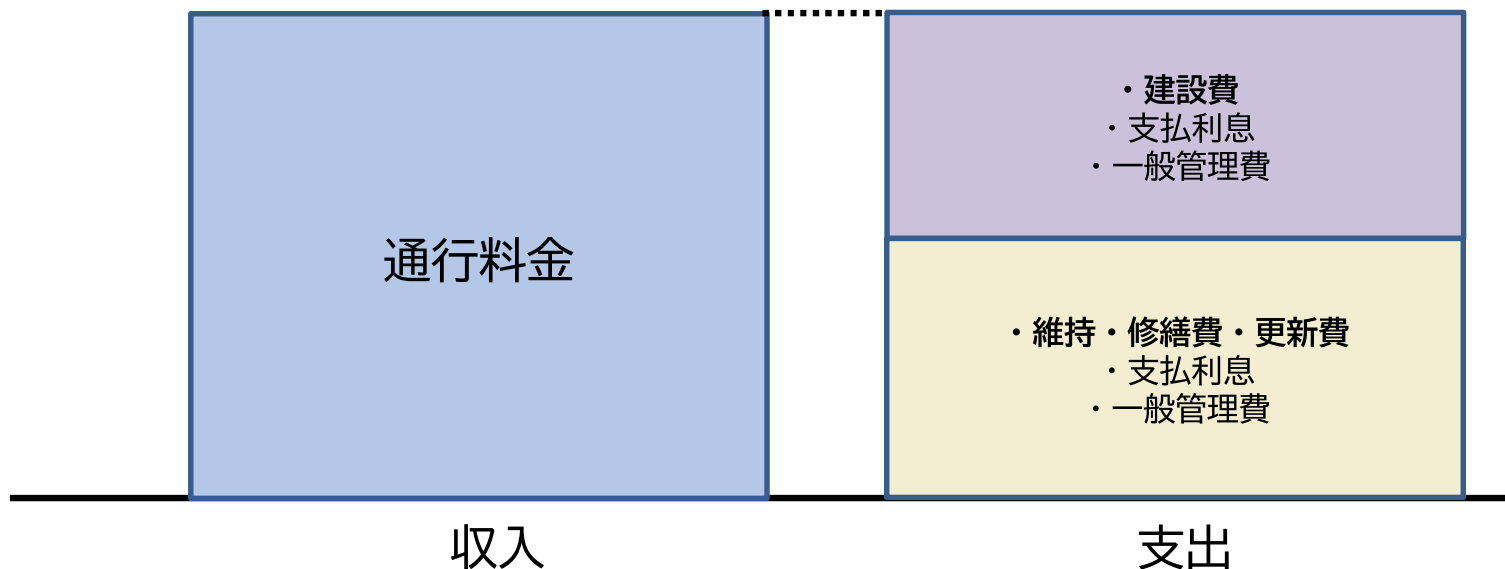 通行料金
・建設費
・支払利息
・一般管理費
・維持・修繕費・更新費
・支払利息
・一般管理費
収入
支出